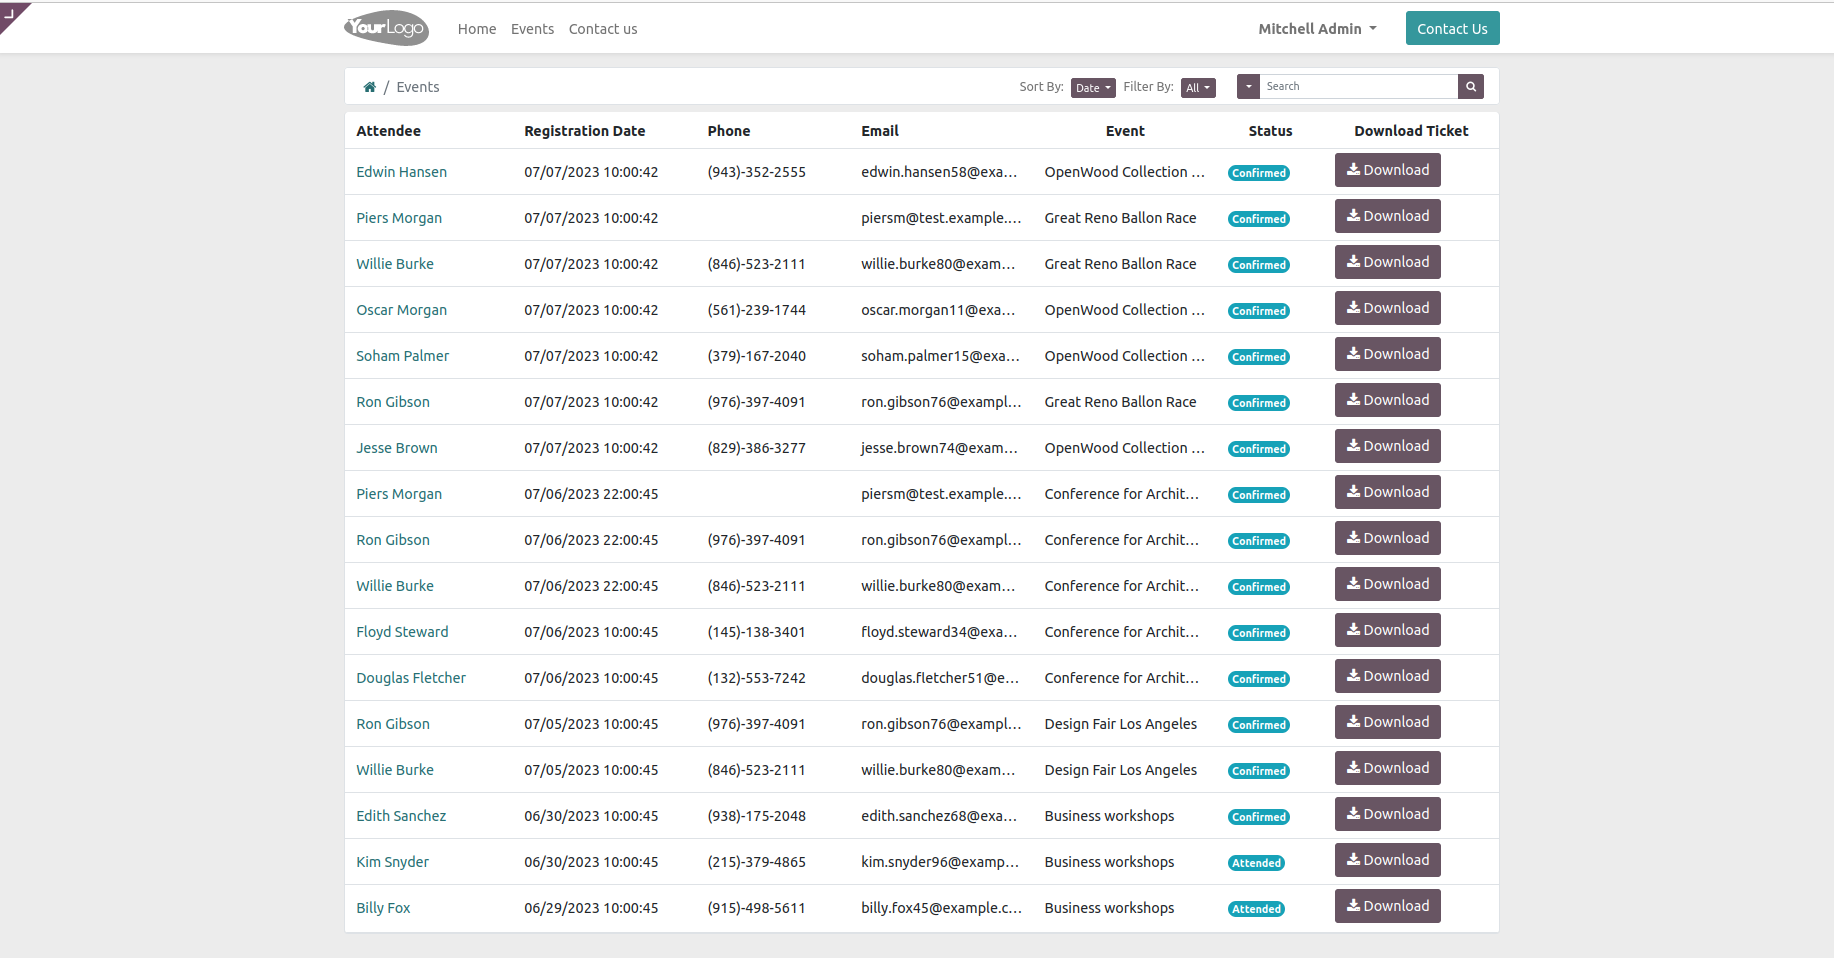 YourLogo Home Events Contact us Mitchell Admin Contact Us
/ Events Sort By: Date Filter By: All Search
Attendee Registration Date Phone Email Event Status Download Ticket
Edwin Hansen 07/07/2023 10:00:42 (943)-352-2555 edwin.hansen58@exa... OpenWood Collection ... Confirmed Download
Piers Morgan 07/07/2023 10:00:42 piersm@test.example.... Great Reno Ballon Race Confirmed Download
Willie Burke 07/07/2023 10:00:42 (846)-523-2111 willie.burke80@exam... Great Reno Ballon Race Confirmed Download
Oscar Morgan 07/07/2023 10:00:42 (561)-239-1744 oscar.morgan11@exa... OpenWood Collection ... Confirmed Download
Soham Palmer 07/07/2023 10:00:42 (379)-167-2040 soham.palmer15@exa... OpenWood Collection ... Confirmed Download
Ron Gibson 07/07/2023 10:00:42 (976)-397-4091 ron.gibson76@exampl... Great Reno Ballon Race Confirmed Download
Jesse Brown 07/07/2023 10:00:42 (829)-386-3277 jesse.brown74@exam... OpenWood Collection ... Confirmed Download
Piers Morgan 07/06/2023 22:00:45 piersm@test.example.... Conference for Archit... Confirmed Download
Ron Gibson 07/06/2023 22:00:45 (976)-397-4091 ron.gibson76@exampl... Conference for Archit... Confirmed Download
Willie Burke 07/06/2023 22:00:45 (846)-523-2111 willie.burke80@exam... Conference for Archit... Confirmed Download
Floyd Steward 07/06/2023 10:00:45 (145)-138-3401 floyd.steward34@exa... Conference for Archit... Confirmed Download
Douglas Fletcher 07/06/2023 10:00:45 (132)-553-7242 douglas.fletcher51@e... Conference for Archit... Confirmed Download
Ron Gibson 07/05/2023 10:00:45 (976)-397-4091 ron.gibson76@exampl... Design Fair Los Angeles Confirmed Download
Willie Burke 07/05/2023 10:00:45 (846)-523-2111 willie.burke80@exam... Design Fair Los Angeles Confirmed Download
Edith Sanchez 06/30/2023 10:00:45 (938)-175-2048 edith.sanchez68@exa... Business workshops Confirmed Download
Kim Snyder 06/30/2023 10:00:45 (215)-379-4865 kim.snyder96@examp... Business workshops Attended Download
Billy Fox 06/29/2023 10:00:45 (915)-498-5611 billy.fox45@example.c... Business workshops Attended Download